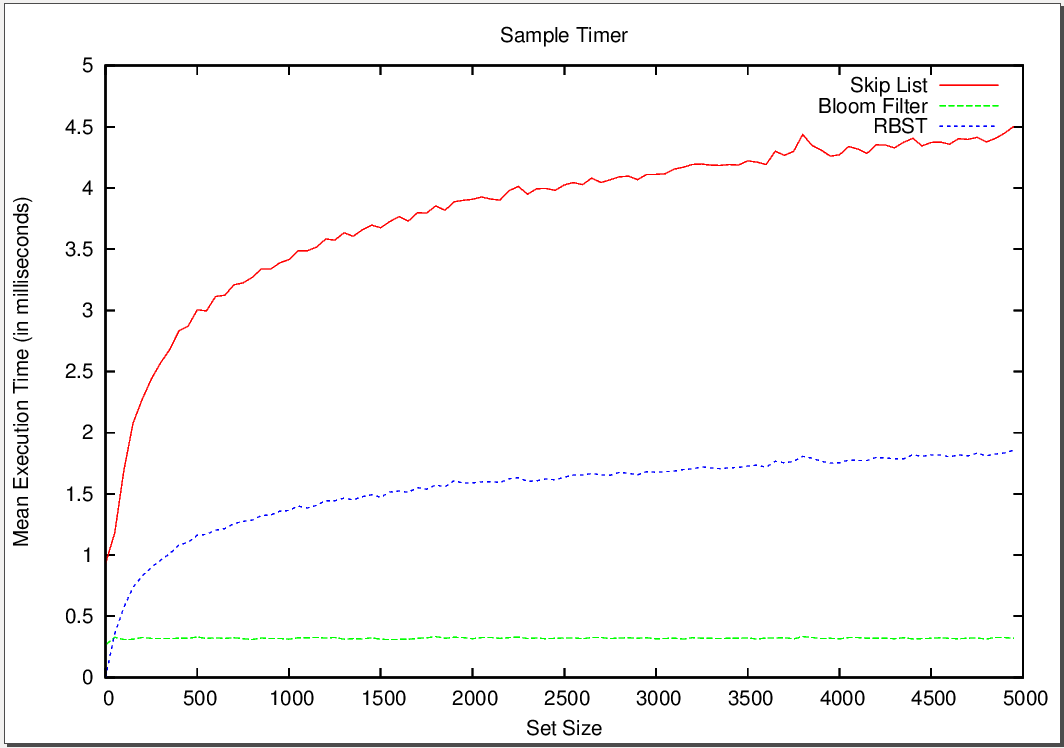 Sample Timer
Skip List
Bloom Filter
RBST
5
4.5
4
3.5
3
2.5
2
1.5
1
0.5
0
Mean Execution Time (in milliseconds)
0 500 1000 1500 2000 2500 3000 3500 4000 4500 5000
Set Size